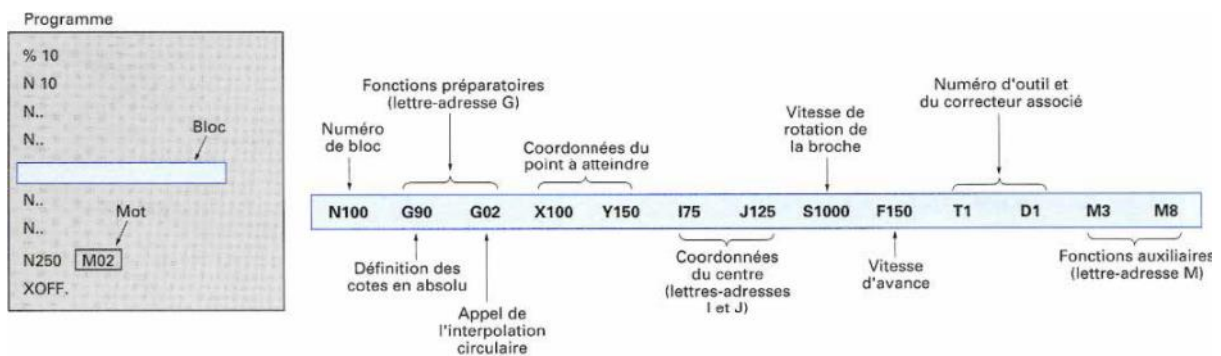 Programme
% 10
N 10
N..
N..
Bloc
N..
N..
Mot
N250 M02
XOFF.
Numéro
de bloc
Fonctions préparatoires
(lettre-adresse G)
Coordonnées du
point à atteindre
Vitesse de
rotation de
la broche
Numéro d'outil et
du correcteur associé
N100 G90 G02 X100 Y150 I75 J125 S1000 F150 T1 D1 M3 M8
Définition des
cotes en absolu
Appel de
l'interpolation
circulaire
Coordonnées
du centre
(lettres-adresses
I et J)
Vitesse
d'avance
Fonctions auxiliaires
(lettre-adresse M)